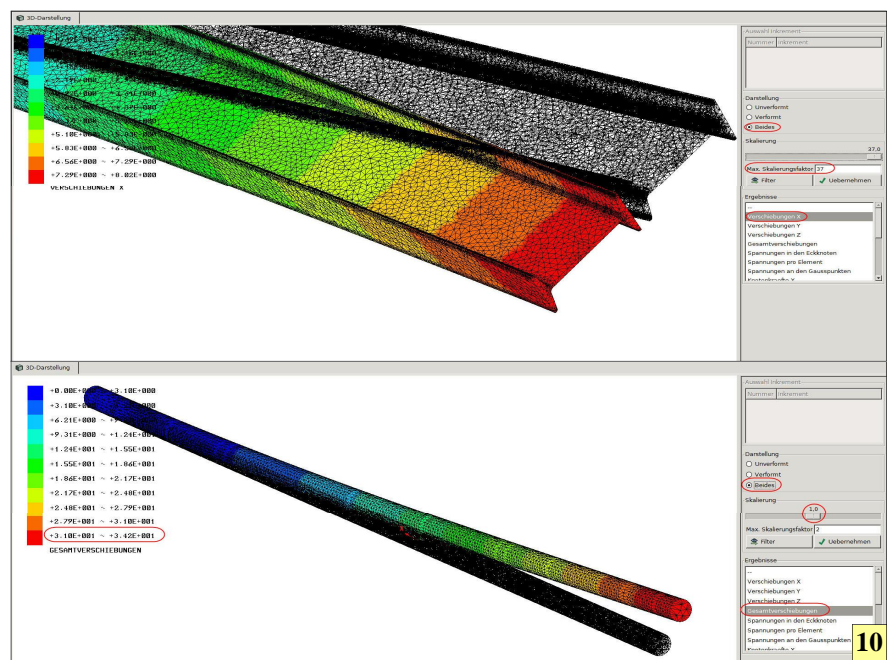 3D-Darstellung
+5.10E+
+5.83E+000 ~ +6.
+6.56E+000 ~ +7.29E+000
+7.29E+000 ~ +8.02E+000
VERSCHIEBUNGEN X
Auswahl Inkrement
Nummer Inkrement
Darstellung
Unverformt
Verformt
Beides
Skalierung
37,0
Max. Skalierungsfaktor 37
Filter Uebernehmen
Ergebnisse
--
Verschiebungen X
Verschiebungen Y
Verschiebungen Z
Gesamtverschiebungen
Spannungen in den Eckknoten
Spannungen pro Element
Spannungen an den Gausspunkten
Knotenkraefte X
3D-Darstellung
+0.00E+0 +3.10E+000
+3.10E+
+6.21E+000 ~ +
+9.31E+000 ~ +1.24E+001
+1.24E+001 ~ +1.55E+001
+1.55E+001 ~ +1.86E+001
+1.86E+001 ~ +2.17E+001
+2.17E+001 ~ +2.48E+001
+2.48E+001 ~ +2.79E+001
+2.79E+001 ~ +3.10E+001
+3.10E+001 ~ +3.42E+001
GESAMTVERSCHIEBUNGEN
Auswahl Inkrement
Nummer Inkrement
Darstellung
Unverformt
Verformt
Beides
Skalierung
1,0
Max. Skalierungsfaktor 2
Filter Uebernehmen
Ergebnisse
--
Verschiebungen X
Verschiebungen Y
Verschiebungen Z
Gesamtverschiebungen
Spannungen in den Eckknoten
Spannungen pro Element
Spannungen an den Gausspunkten
Knotenkraefte X
10